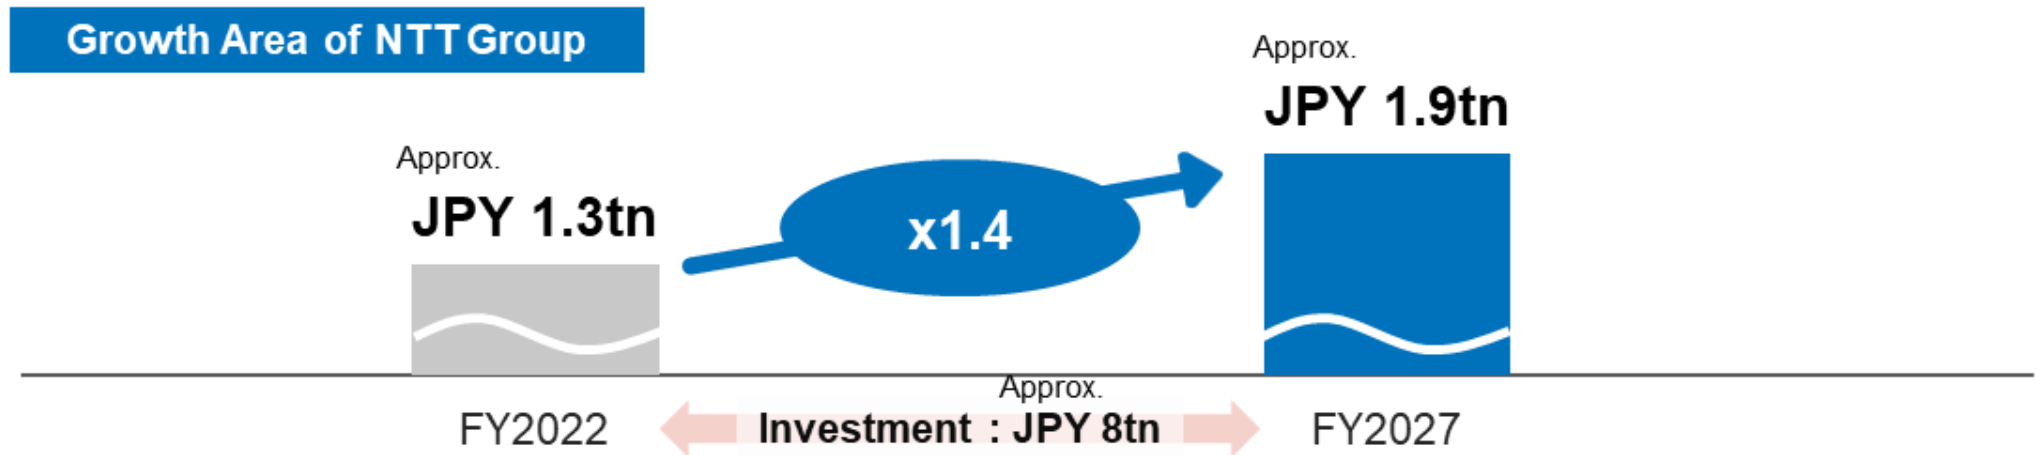 Growth Area of NTT Group
Approx.
JPY 1.9tn
Approx.
JPY 1.3tn
x1.4
Approx.
FY2022
Investment : JPY 8tn
FY2027